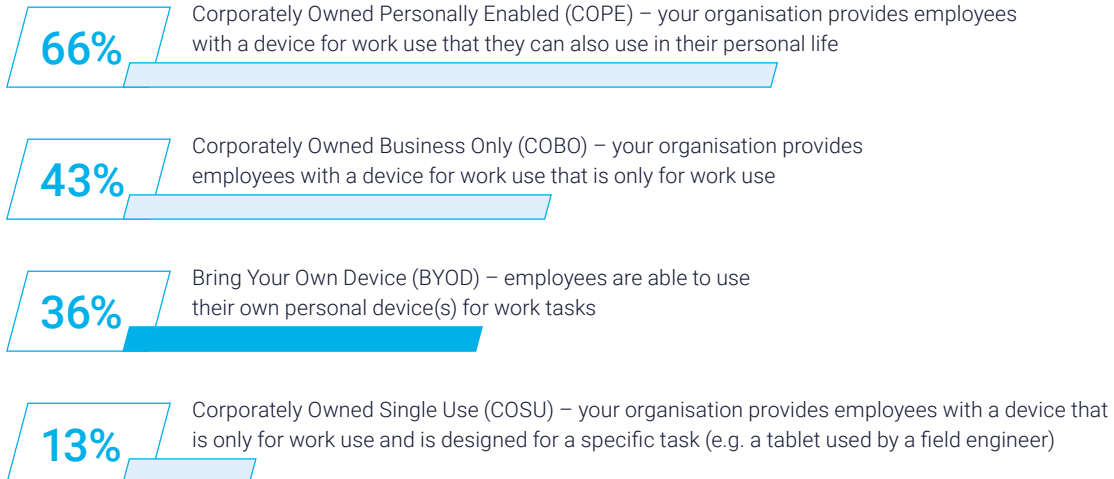 Corporately Owned Personally Enabled (COPE) – your organisation provides employees
with a device for work use that they can also use in their personal life
66%
Corporately Owned Business Only (COBO) – your organisation provides
employees with a device for work use that is only for work use
43%
Bring Your Own Device (BYOD) – employees are able to use
their own personal device(s) for work tasks
36%
Corporately Owned Single Use (COSU) – your organisation provides employees with a device that
is only for work use and is designed for a specific task (e.g. a tablet used by a field engineer)
13%